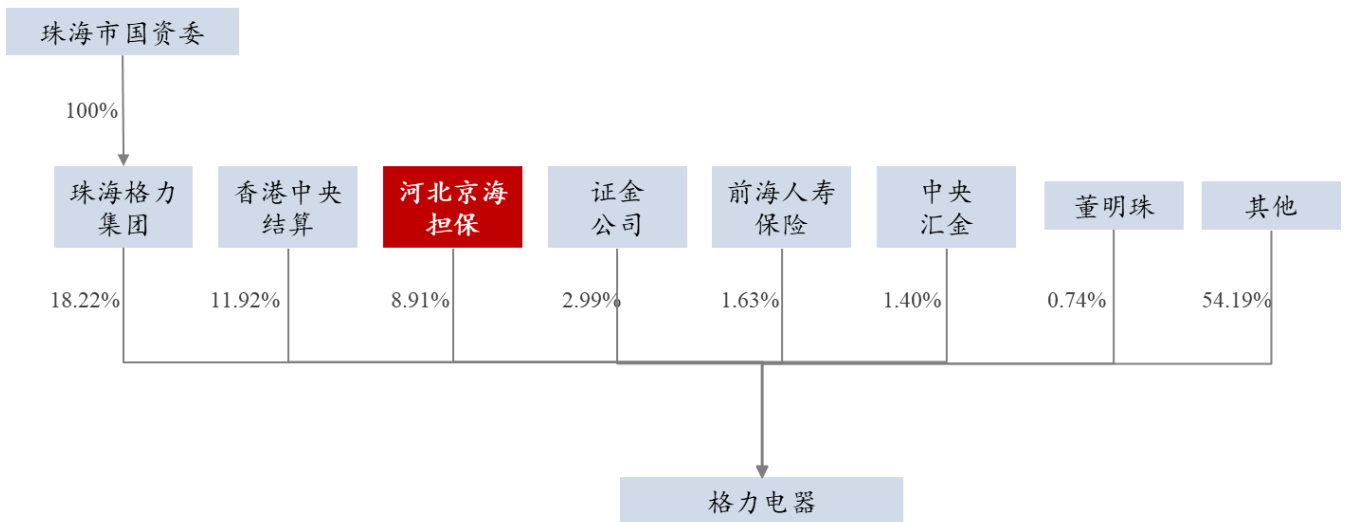 珠海市国资委
100%
珠海格力
集团
香港中央
结算
河北京海
担保
证金
公司
前海人寿
保险
中央
汇金
董明珠
其他
18.22%
11.92%
8.91%
2.99%
1.63%
1.40%
0.74%
54.19%
格力电器